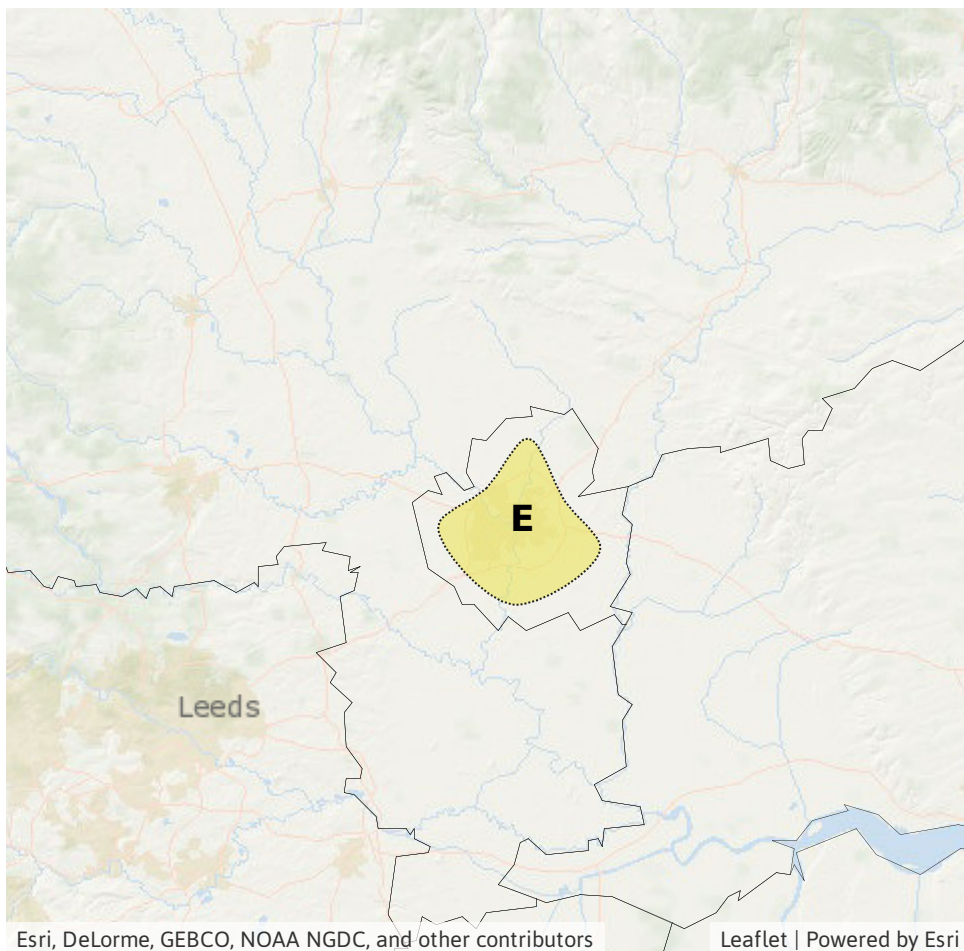 E
Leeds
Esri, DeLorme, GEBCO, NOAA NGDC, and other contributors
Leaflet | Powered by Esri